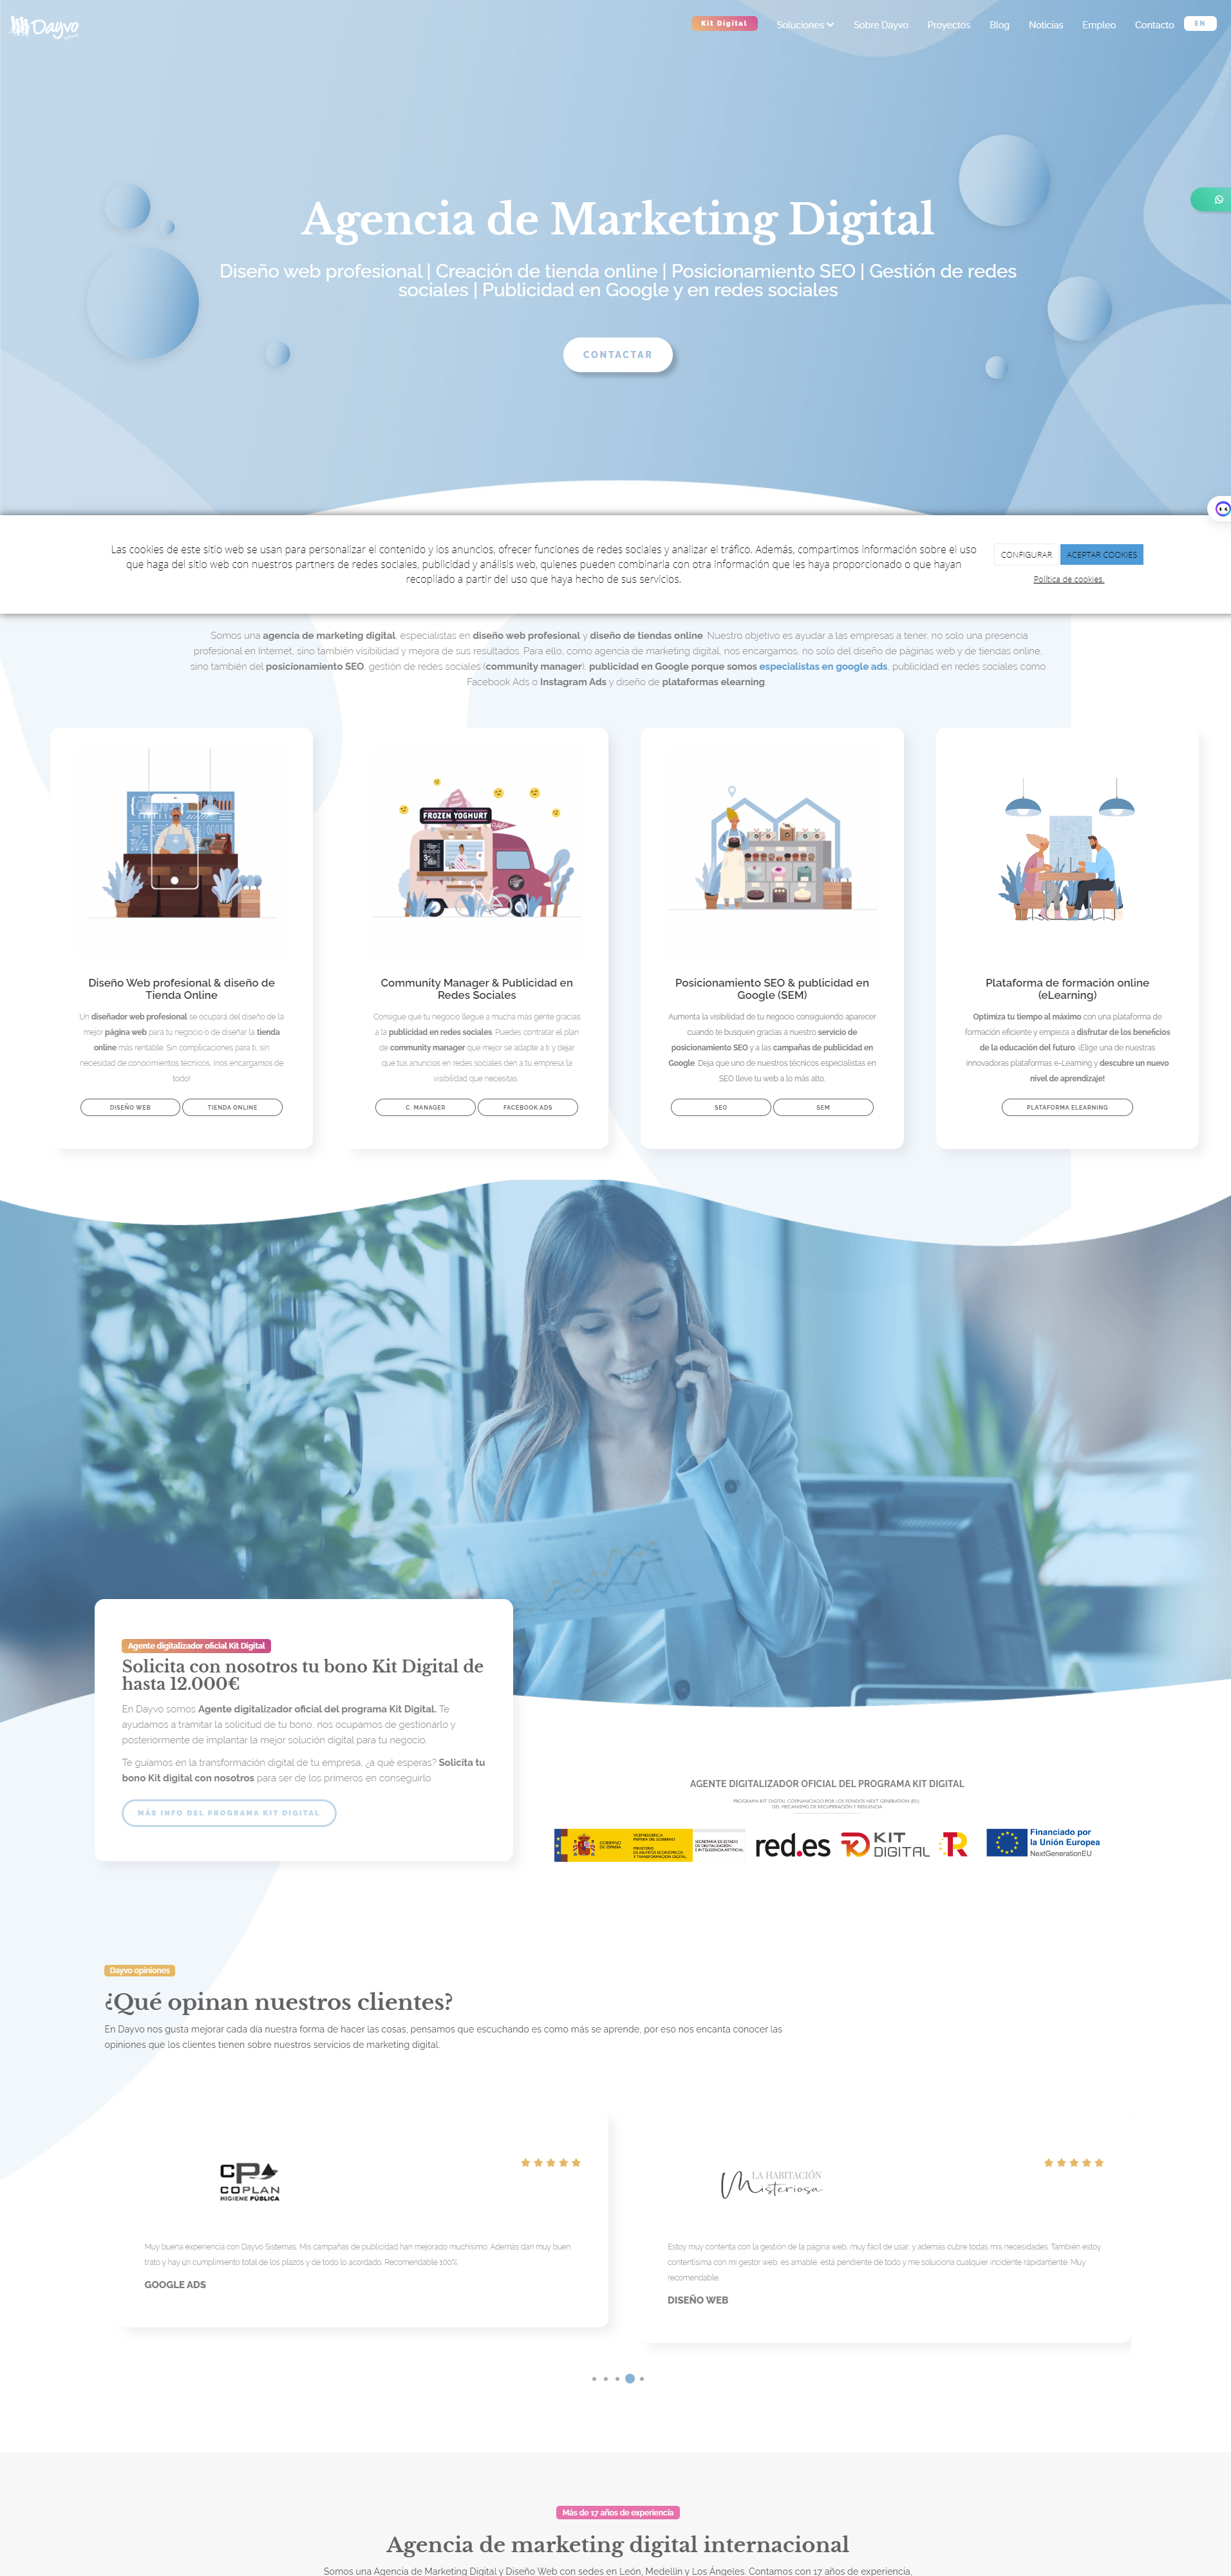 Dayvo
Kit Digital
Soluciones
Sobre Dayvo
Proyectos
Blog
Noticias
Empleo
Contacto
EN
Agencia de Marketing Digital
Diseño web profesional | Creación de tienda online | Posicionamiento SEO | Gestión de redes
sociales | Publicidad en Google y en redes sociales
CONTACTAR
Las cookies de este sitio web se usan para personalizar el contenido y los anuncios, ofrecer funciones de redes sociales y analizar el tráfico. Además, compartimos información sobre el uso
que haga del sitio web con nuestros partners de redes sociales, publicidad y análisis web, quienes pueden combinarla con otra información que les haya proporcionado o que hayan
recopilado a partir del uso que haya hecho de sus servicios.
CONFIGURAR
ACEPTAR COOKIES
Política de cookies.
Somos una agencia de marketing digital, especialistas en diseño web profesional y diseño de tiendas online. Nuestro objetivo es ayudar a las empresas a tener, no solo una presencia
profesional en Internet, sino también visibilidad y mejora de sus resultados. Para ello, como agencia de marketing digital, nos encargamos, no solo del diseño de páginas web y de tiendas online,
sino también del posicionamiento SEO, gestión de redes sociales (community manager), publicidad en Google porque somos especialistas en google ads, publicidad en redes sociales como
Facebook Ads o Instagram Ads y diseño de plataformas elearning.
FROZEN YOGHURT
Diseño Web profesional & diseño de
Tienda Online
Un diseñador web profesional se ocupará del diseño de la
mejor página web para tu negocio o de diseñar la tienda
online más rentable. Sin complicaciones para ti, sin
necesidad de conocimientos técnicos, ¡nos encargamos de
todo!
DISEÑO WEB
TIENDA ONLINE
Community Manager & Publicidad en
Redes Sociales
Consigue que tu negocio llegue a mucha más gente gracias
a la publicidad en redes sociales. Puedes contratar el plan
de community manager que mejor se adapte a ti y dejar
que tus anuncios en redes sociales den a tu empresa la
visibilidad que necesitas.
C. MANAGER
FACEBOOK ADS
Posicionamiento SEO & publicidad en
Google (SEM)
Aumenta la visibilidad de tu negocio consiguiendo aparecer
cuando te busquen gracias a nuestro servicio de
posicionamiento SEO y a las campañas de publicidad en
Google. Deja que uno de nuestros técnicos especialistas en
SEO lleve tu web a lo más alto.
SEO
SEM
Plataforma de formación online
(eLearning)
Optimiza tu tiempo al máximo con una plataforma de
formación eficiente y empieza a disfrutar de los beneficios
de la educación del futuro. ¡Elige una de nuestras
innovadoras plataformas e-Learning y descubre un nuevo
nivel de aprendizaje!
PLATAFORMA ELEARNING
Agente digitalizador oficial Kit Digital
Solicita con nosotros tu bono Kit Digital de
hasta 12.000€
En Dayvo somos Agente digitalizador oficial del programa Kit Digital. Te
ayudamos a tramitar la solicitud de tu bono, nos ocupamos de gestionarlo y
posteriormente de implantar la mejor solución digital para tu negocio.
Te guiamos en la transformación digital de tu empresa, ¿a qué esperas? Solicita tu
bono Kit digital con nosotros para ser de los primeros en conseguirlo.
MÁS INFO DEL PROGRAMA KIT DIGITAL
AGENTE DIGITALIZADOR OFICIAL DEL PROGRAMA KIT DIGITAL
PROGRAMA KIT DIGITAL COFINANCIADO POR LOS FONDOS NEXT GENERATION (EU)
DEL MECANISMO DE RECUPERACIÓN Y RESILIENCIA
GOBIERNO
DE ESPAÑA
VICEPRESIDENCIA
PRIMERA DEL GOBIERNO
MINISTERIO
DE ASUNTOS ECONÓMICOS
Y TRANSFORMACIÓN DIGITAL
SECRETARÍA DE ESTADO
DE DIGITALIZACIÓN
E INTELIGENCIA ARTIFICIAL
red.es
KIT
DIGITAL
Financiado por
la Unión Europea
NextGenerationEU
Dayvo opiniones
¿Qué opinan nuestros clientes?
En Dayvo nos gusta mejorar cada día nuestra forma de hacer las cosas, pensamos que escuchando es como más se aprende, por eso nos encanta conocer las
opiniones que los clientes tienen sobre nuestros servicios de marketing digital.
COPLAN
HIGIENE PÚBLICA
Muy buena experiencia con Dayvo Sistemas. Mis campañas de publicidad han mejorado muchísimo. Además dan muy buen
trato y hay un cumplimiento total de los plazos y de todo lo acordado. Recomendable 100%
GOOGLE ADS
LA HABITACIÓN
Misteriosa
Estoy muy contenta con la gestión de la página web, muy fácil de usar, y además cubre todas mis necesidades. También estoy
contentísima con mi gestor web, es amable, está pendiente de todo y me soluciona cualquier incidente rápidamente. Muy
recomendable.
DISEÑO WEB
Más de 17 años de experiencia
Agencia de marketing digital internacional
Somos una Agencia de Marketing Digital y Diseño Web con sedes en León, Medellín y Los Ángeles. Contamos con 17 años de experiencia,